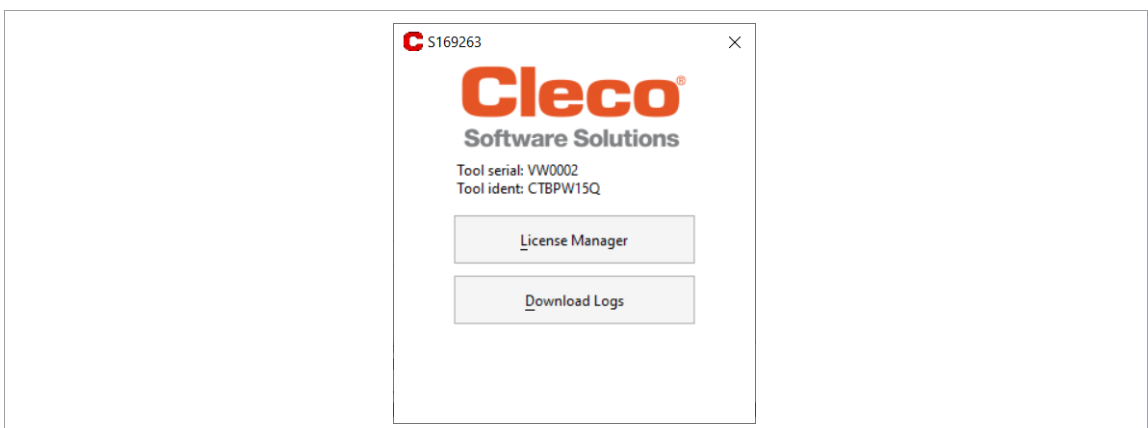 S169263
Cleco®
Software Solutions
Tool serial: VW0002
Tool ident: CTBPW15Q
License Manager
Download Logs